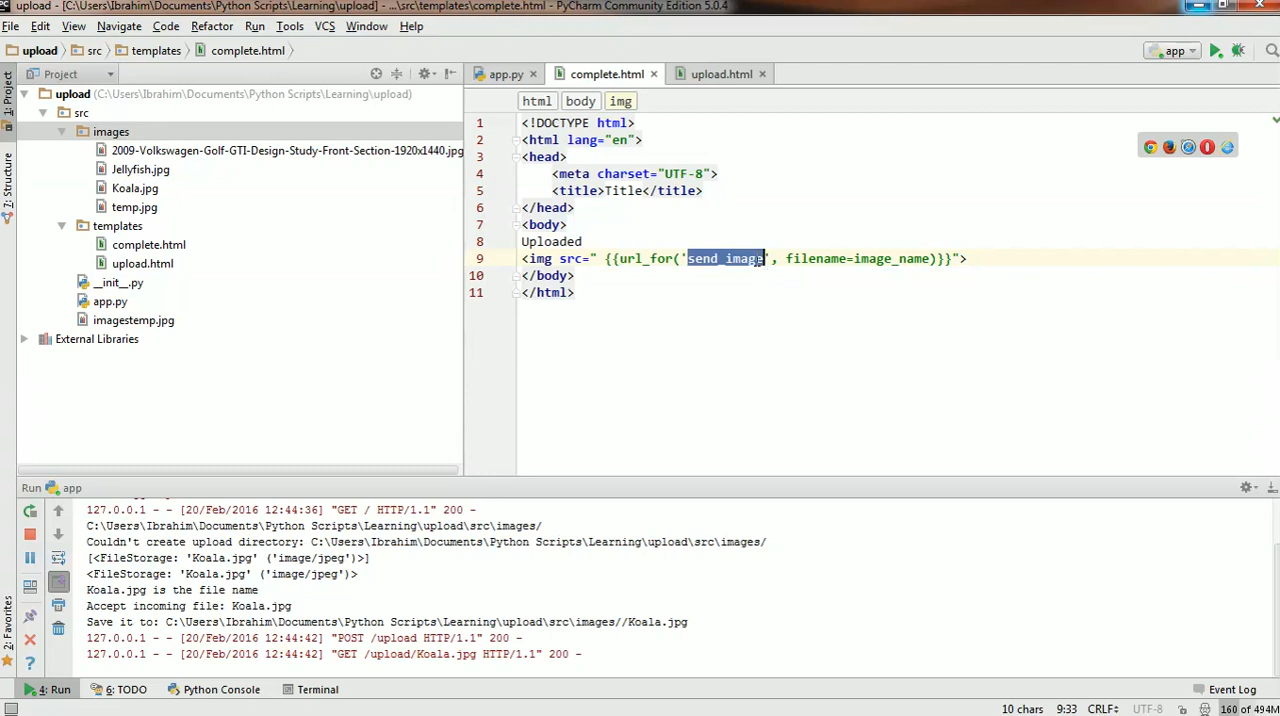 upload - [C:\Users\Ibrahim\Documents\Python Scripts\Learning\upload] - ...\src\templates\complete.html - PyCharm Community Edition 5.0.4
File Edit View Navigate Code Refactor Run Tools VCS Window Help
upload src templates complete.html app
Project app.py complete.html upload.html
1: Project
7: Structure
2: Favorites
upload (C:\Users\Ibrahim\Documents\Python Scripts\Learning\upload)
src
images
2009-Volkswagen-Golf-GTI-Design-Study-Front-Section-1920x1440.jpg
Jellyfish.jpg
Koala.jpg
temp.jpg
templates
complete.html
upload.html
__init__.py
app.py
imagestemp.jpg
External Libraries
html body img
1 <!DOCTYPE html>
2 <html lang="en">
3 <head>
4 <meta charset="UTF-8">
5 <title>Title</title>
6 </head>
7 <body>
8 Uploaded
9 <img src=" {{url_for('send_image', filename=image_name)}}">
10 </body>
11 </html>
Run app
127.0.0.1 - - [20/Feb/2016 12:44:36] "GET / HTTP/1.1" 200 -
C:\Users\Ibrahim\Documents\Python Scripts\Learning\upload\src\images/
Couldn't create upload directory: C:\Users\Ibrahim\Documents\Python Scripts\Learning\upload\src\images/
[<FileStorage: 'Koala.jpg' ('image/jpeg')>]
<FileStorage: 'Koala.jpg' ('image/jpeg')>
Koala.jpg is the file name
Accept incoming file: Koala.jpg
Save it to: C:\Users\Ibrahim\Documents\Python Scripts\Learning\upload\src\images//Koala.jpg
127.0.0.1 - - [20/Feb/2016 12:44:42] "POST /upload HTTP/1.1" 200 -
127.0.0.1 - - [20/Feb/2016 12:44:42] "GET /upload/Koala.jpg HTTP/1.1" 200 -
4: Run 6: TODO Python Console Terminal Event Log
10 chars 9:33 CRLF÷ UTF-8 160 of 494M